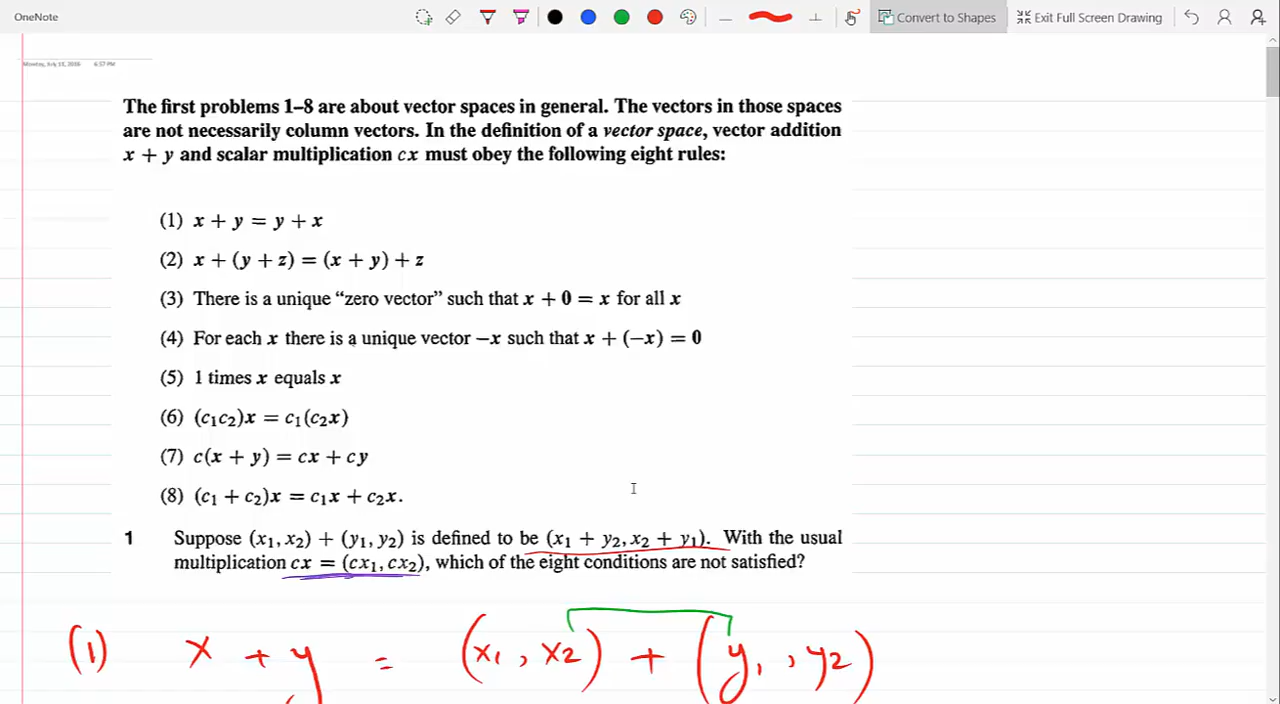 OneNote
Convert to Shapes
Exit Full Screen Drawing
6:57 PM
The first problems 1–8 are about vector spaces in general. The vectors in those spaces
are not necessarily column vectors. In the definition of a vector space, vector addition
x + y and scalar multiplication cx must obey the following eight rules:
(1) x + y = y + x
(2) x + (y + z) = (x + y) + z
(3) There is a unique “zero vector” such that x + 0 = x for all x
(4) For each x there is a unique vector −x such that x + (−x) = 0
(5) 1 times x equals x
(6) (c₁c₂)x = c₁(c₂x)
(7) c(x + y) = cx + cy
(8) (c₁ + c₂)x = c₁x + c₂x.
1 Suppose (x₁, x₂) + (y₁, y₂) is defined to be (x₁ + y₂, x₂ + y₁). With the usual
multiplication cx = (cx₁, cx₂), which of the eight conditions are not satisfied?
(1) x + y = (x₁, x₂) + (y₁, y₂)